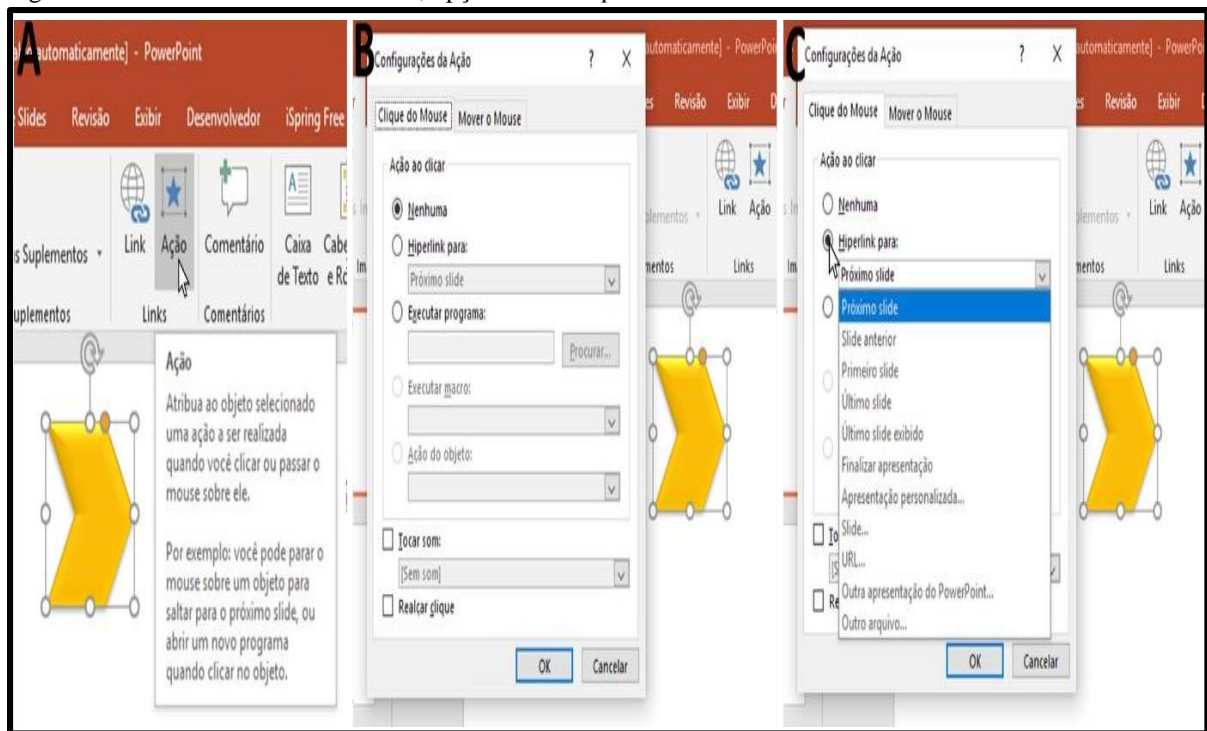 A
automaticamente] - PowerPoint
Slides Revisão Exibir Desenvolvedor iSpring Free
Suplementos
Link Ação Comentário Caixa de Texto
Links Comentários
Ação
Atribua ao objeto selecionado
uma ação a ser realizada
quando você clicar ou passar o
mouse sobre ele.
Por exemplo: você pode parar o
mouse sobre um objeto para
saltar para o próximo slide, ou
abrir um novo programa
quando clicar no objeto.
B
Configurações da Ação ? X
Clique do Mouse Mover o Mouse
Ação ao clicar
Nenhuma
Hiperlink para:
Próximo slide
Executar programa:
Procurar...
Executar macro:
Ação do objeto:
Tocar som:
[Sem som]
Realçar clique
OK Cancelar
automaticamente] - PowerPoi
Revisão Exibir
Link Ação
Links
C
Configurações da Ação ? X
Clique do Mouse Mover o Mouse
Ação ao clicar
Nenhuma
Hiperlink para:
Próximo slide
Próximo slide
Slide anterior
Primeiro slide
Último slide
Último slide exibido
Finalizar apresentação
Apresentação personalizada...
Slide...
URL...
Outra apresentação do PowerPoint...
Outro arquivo...
OK Cancelar
automaticamente] - PowerPo
Revisão Exibir
Link Ação
Links